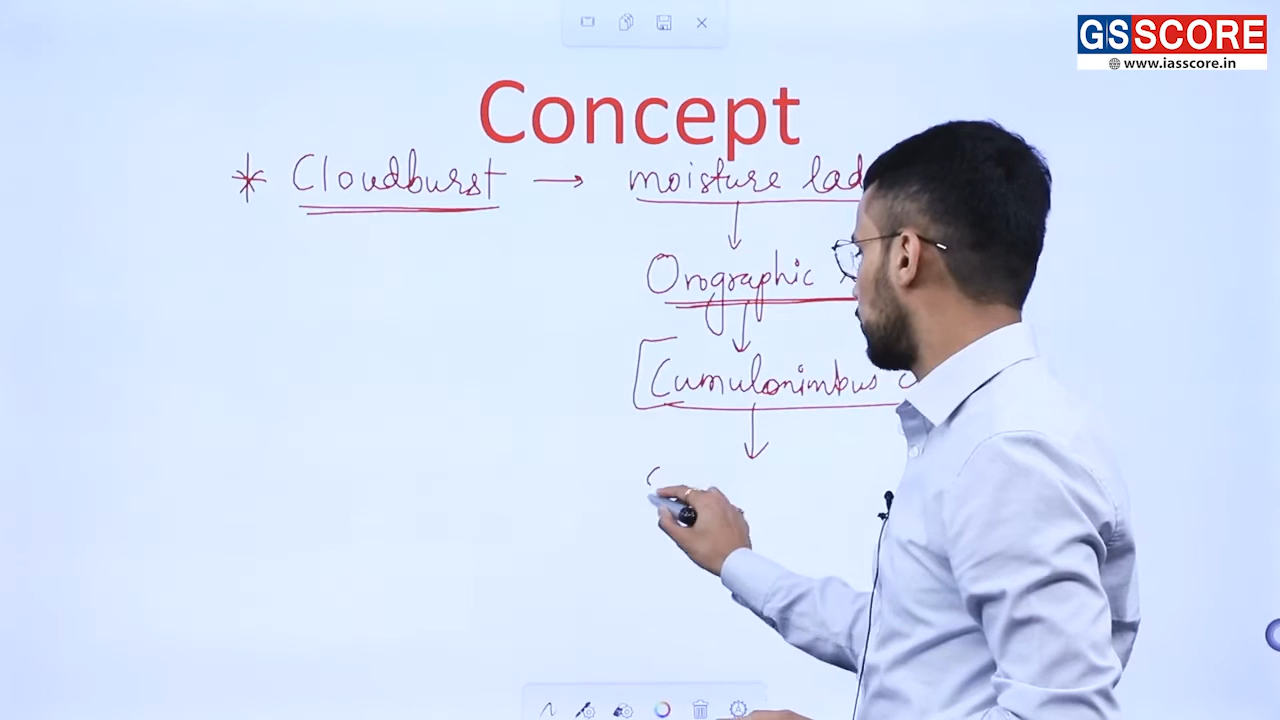 GSSCORE
www.iasscore.in
Concept
* Cloudburst → moisture lad
Orographic
[Cumulonimbus c